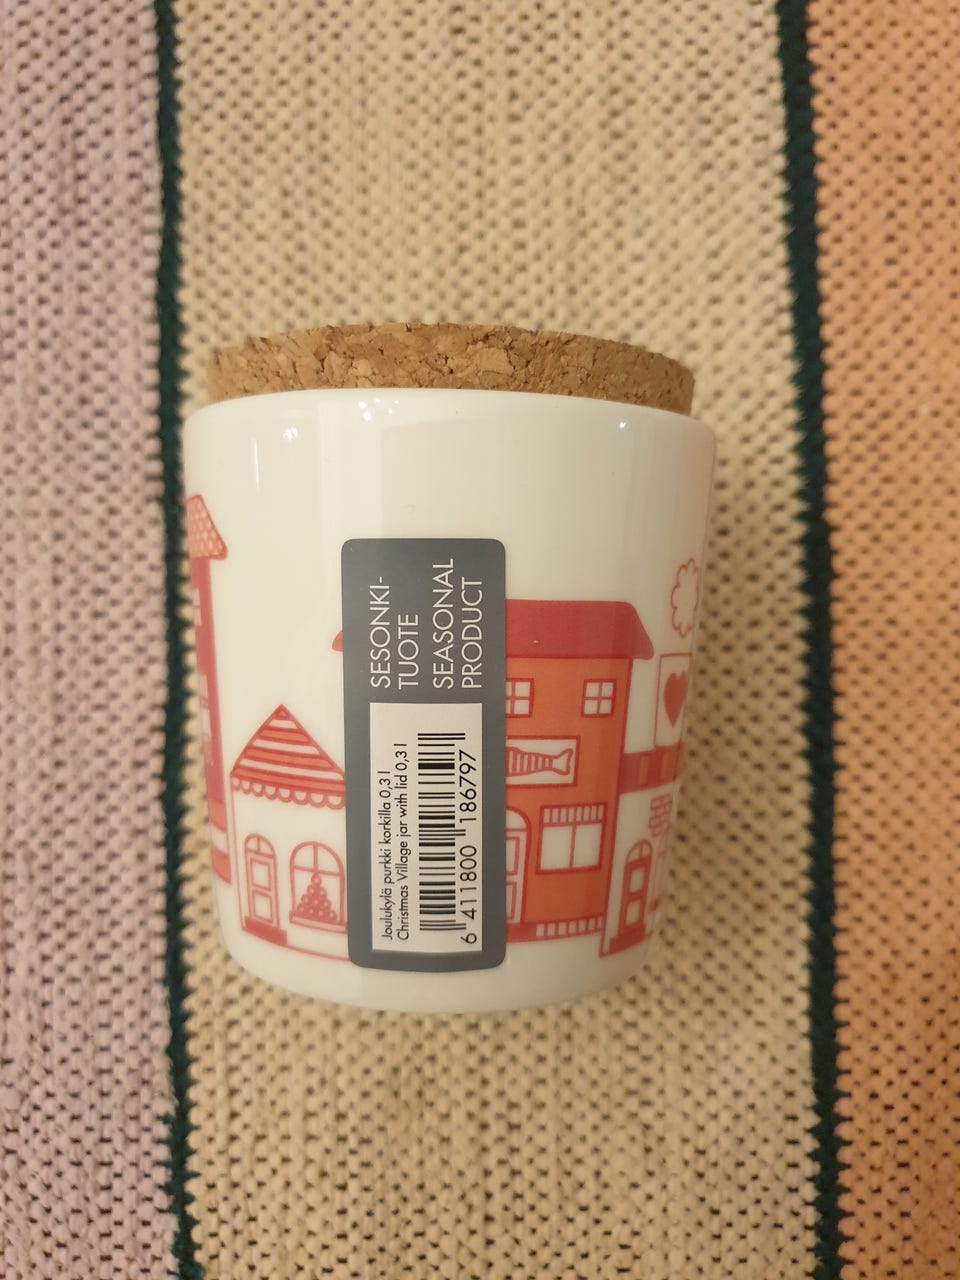 SESONKI-
TUOTE
SEASONAL
PRODUCT
Joulukylä purkki korkilla 0,3 l
Christmas Village jar with lid 0,3 l
6 411800 186797